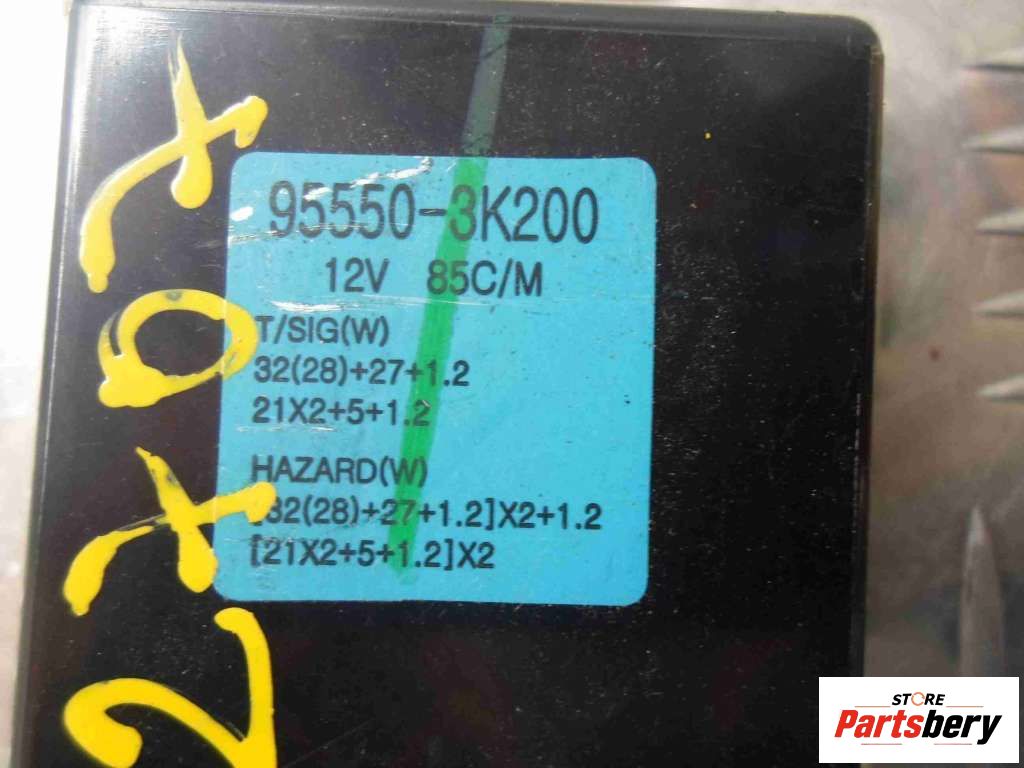 95550-3K200
12V 85C/M
T/SIG(W)
32(28)+27+1.2
21X2+5+1.2
HAZARD(W)
[32(28)+27+1.2]X2+1.2
[21X2+5+1.2]X2
STORE
Partsbery